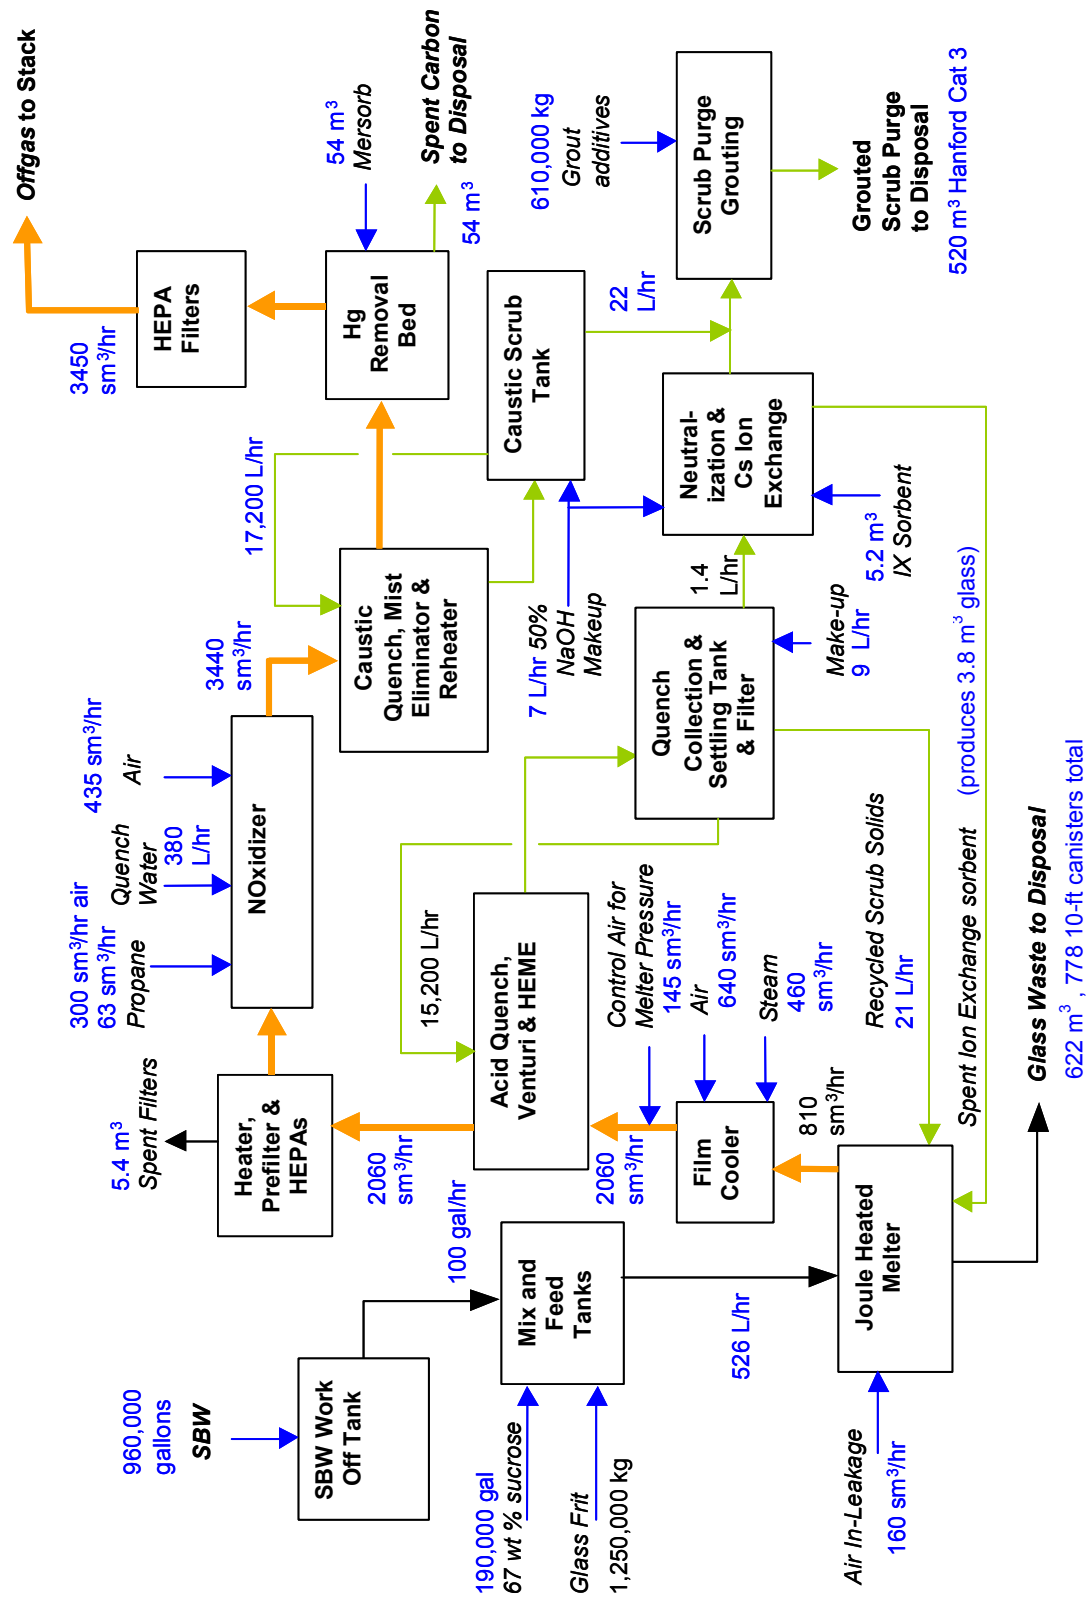 960,000
gallons
SBW
SBW Work
Off Tank
190,000 gal
67 wt % sucrose
Glass Frit
1,250,000 kg
Mix and
Feed
Tanks
100 gal/hr
526 L/hr
Air In-Leakage
160 sm³/hr
Joule Heated
Melter
810
sm³/hr
Film
Cooler
Steam
460
sm³/hr
Air
640 sm³/hr
Control Air for
Melter Pressure
145 sm³/hr
2060
sm³/hr
Acid Quench,
Venturi & HEME
15,200 L/hr
2060
sm³/hr
Heater,
Prefilter &
HEPAs
5.4 m³
Spent Filters
300 sm³/hr air
63 sm³/hr
Propane
Quench
Water
380
L/hr
435 sm³/hr
Air
NOxidizer
3440
sm³/hr
Caustic
Quench, Mist
Eliminator &
Reheater
17,200 L/hr
Hg
Removal
Bed
54 m³
Mersorb
Spent Carbon
to Disposal
54 m³
HEPA
Filters
3450
sm³/hr
Offgas to Stack
Caustic Scrub
Tank
7 L/hr 50%
NaOH
Makeup
22
L/hr
Quench
Collection &
Settling Tank
& Filter
Make-up
9 L/hr
1.4
L/hr
Neutral-
ization &
Cs Ion
Exchange
5.2 m³
IX Sorbent
610,000 kg
Grout
additives
Scrub Purge
Grouting
Grouted
Scrub Purge
to Disposal
520 m³ Hanford Cat 3
Recycled Scrub Solids
21 L/hr
Spent Ion Exchange sorbent (produces 3.8 m³ glass)
Glass Waste to Disposal
622 m³ , 778 10-ft canisters total